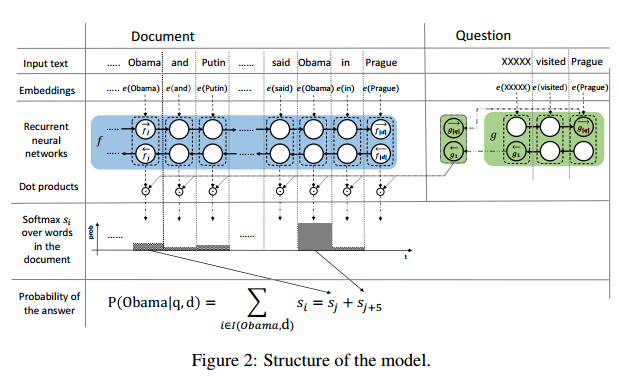 Document Question
Input text ..... Obama and Putin ...... said Obama in Prague XXXXX visited Prague
Embeddings ..... e(Obama) e(and) e(Putin) ..... e(said) e(Obama) e(in) e(Prague) e(XXXXX) e(visited) e(Prague)
Recurrent
neural
networks
f ..... f⃗j ..... f⃗|d| g⃗|q| g g⃗|q|
..... f⃖j ..... f⃖|d| g⃖1 g⃖1
Dot products
Softmax si
over words
in the
document
prob
...... ......
t
Probability of
the answer
P(Obama|q, d) = ∑ i∈I(Obama,d) si = sj + sj+5
Figure 2: Structure of the model.